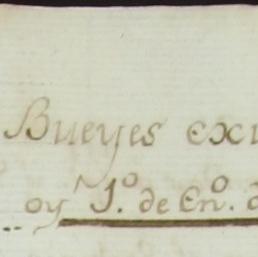 Bueyes exi
oy 1.º de En.º d